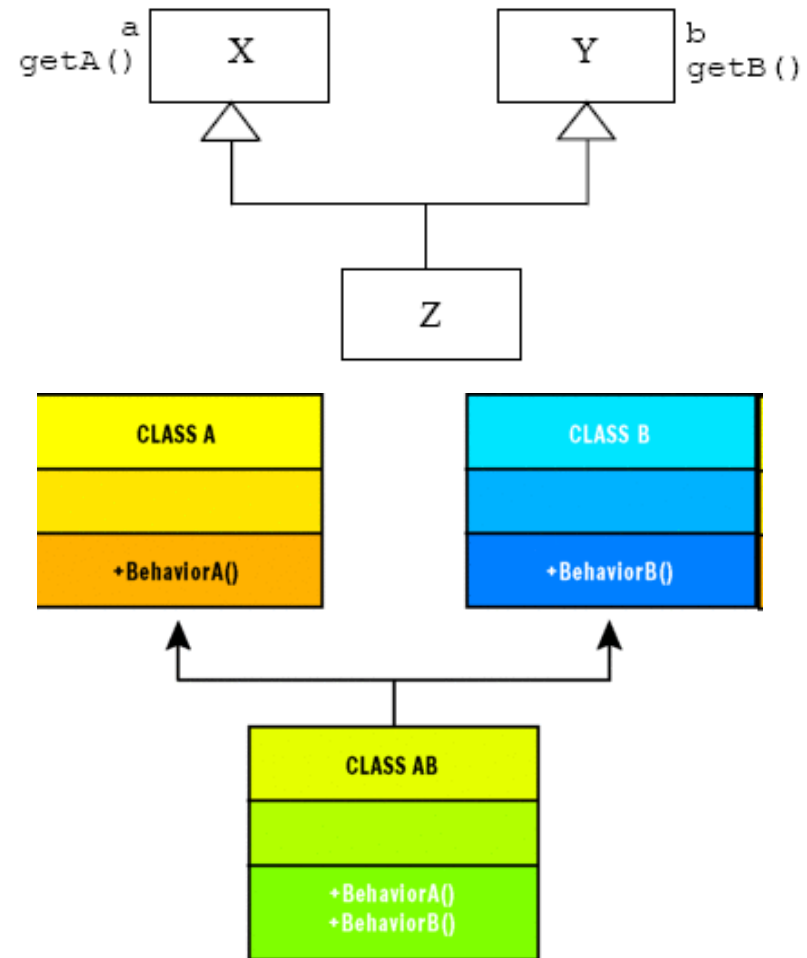 a
getA()
X
Y
b
getB()
Z
CLASS A
+BehaviorA()
CLASS B
+BehaviorB()
CLASS AB
+BehaviorA()
+BehaviorB()